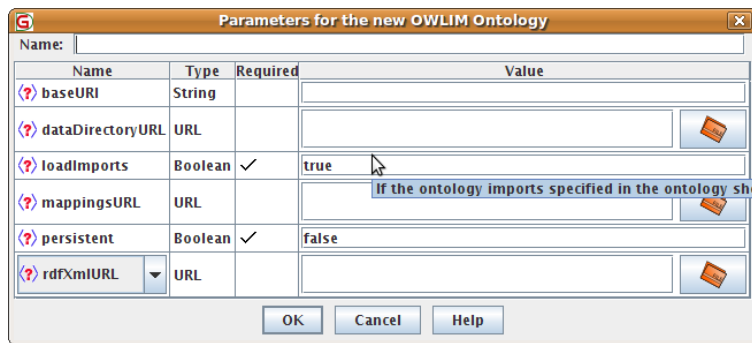 Parameters for the new OWLIM Ontology
Name:
Name Type Required Value
<?> baseURI String
<?> dataDirectoryURL URL
<?> loadImports Boolean ✓ true
If the ontology imports specified in the ontology sho
<?> mappingsURL URL
<?> persistent Boolean ✓ false
<?> rdfXmlURL URL
OK Cancel Help